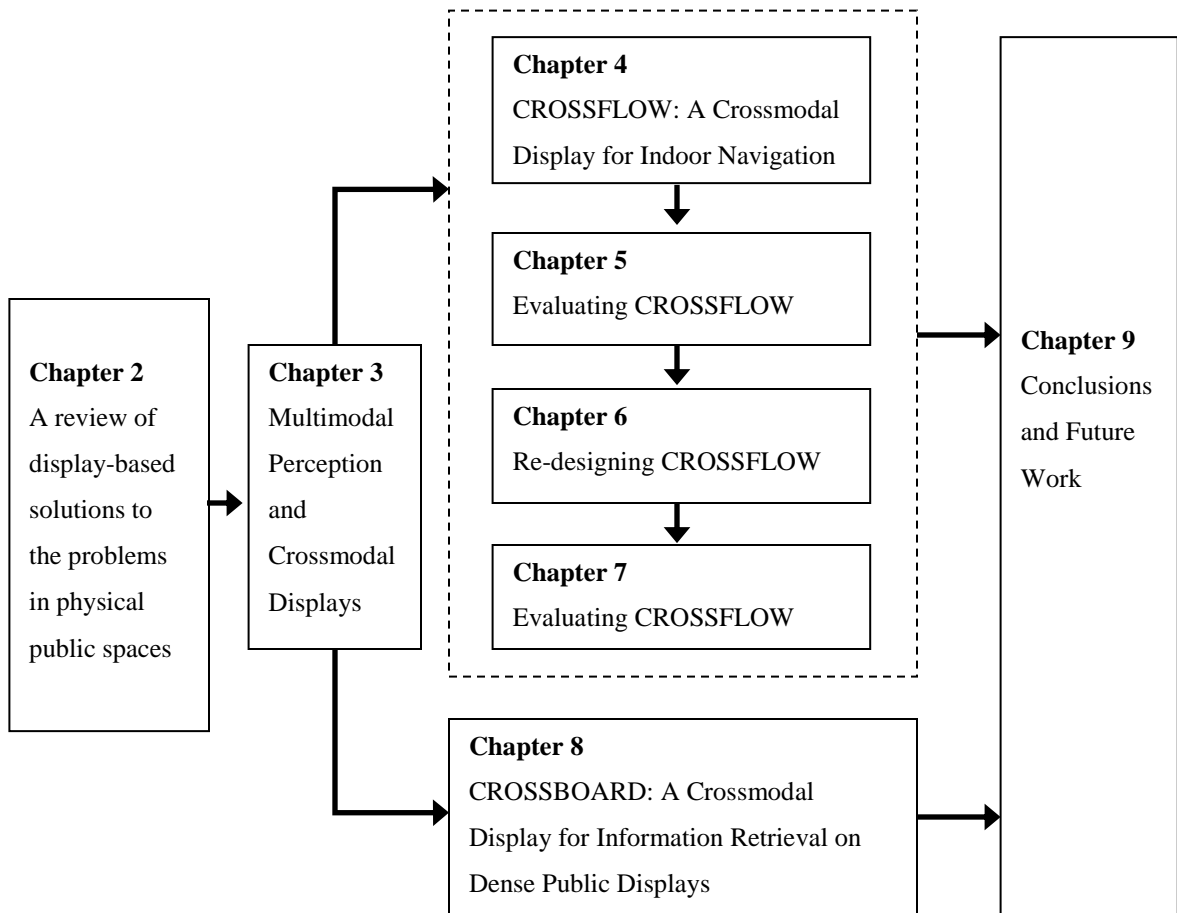 Chapter 2
A review of
display-based
solutions to
the problems
in physical
public spaces
Chapter 3
Multimodal
Perception
and
Crossmodal
Displays
Chapter 4
CROSSFLOW: A Crossmodal
Display for Indoor Navigation
Chapter 5
Evaluating CROSSFLOW
Chapter 6
Re-designing CROSSFLOW
Chapter 7
Evaluating CROSSFLOW
Chapter 8
CROSSBOARD: A Crossmodal
Display for Information Retrieval on
Dense Public Displays
Chapter 9
Conclusions
and Future
Work